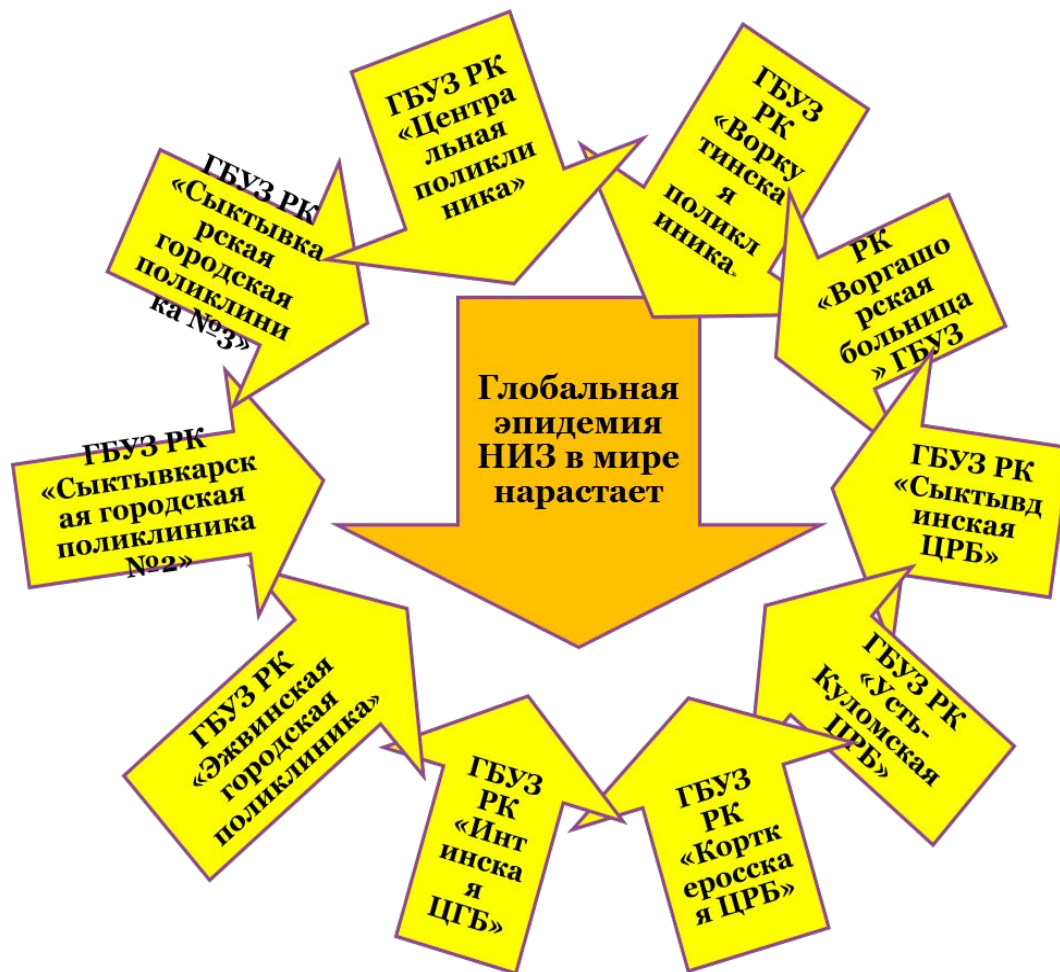 ГБУЗ РК
«Центра
льная
поликли
ника»
ГБУЗ
РК
«Ворку
тинска
я
поликл
иника»
РК
«Воргашо
рская
больница
» ГБУЗ
ГБУЗ РК
«Сыктывд
инская
ЦРБ»
ГБУЗ РК
«Усть-
Куломская
ЦРБ»
ГБУЗ
РК
«Кортк
еросска
я ЦРБ»
ГБУЗ
РК
«Инт
инска
я
ЦГБ»
ГБУЗ РК
«Эжвинская
городская
поликлиника»
ГБУЗ РК
«Сыктывкарск
ая городская
поликлиника
№2»
ГБУЗ РК
«Сыктывка
рская
городская
поликлини
ка №3»
Глобальная
эпидемия
НИЗ в мире
нарастает